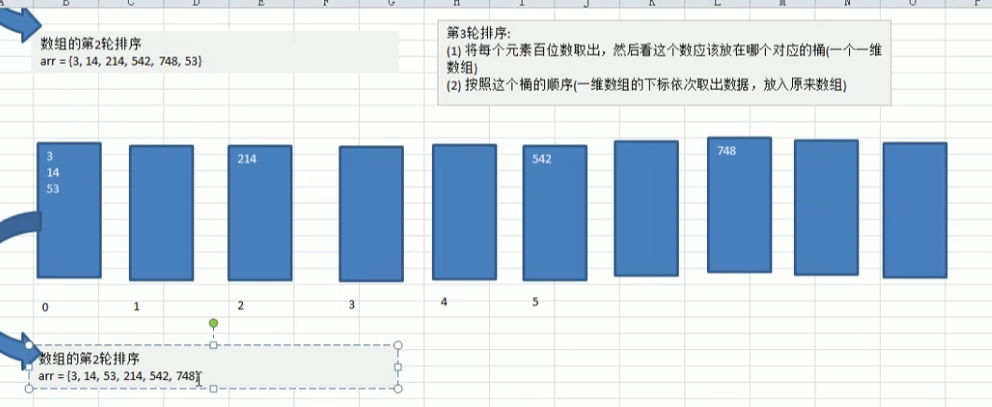 B C D E F G H I J K L M N O P
数组的第2轮排序
arr = {3, 14, 214, 542, 748, 53}
第3轮排序:
(1) 将每个元素百位数取出，然后看这个数应该放在哪个对应的桶(一个一维
数组)
(2) 按照这个桶的顺序(一维数组的下标依次取出数据，放入原来数组)
3
14
53
214
542
748
0 1 2 3 4 5
数组的第2轮排序
arr = {3, 14, 53, 214, 542, 748}